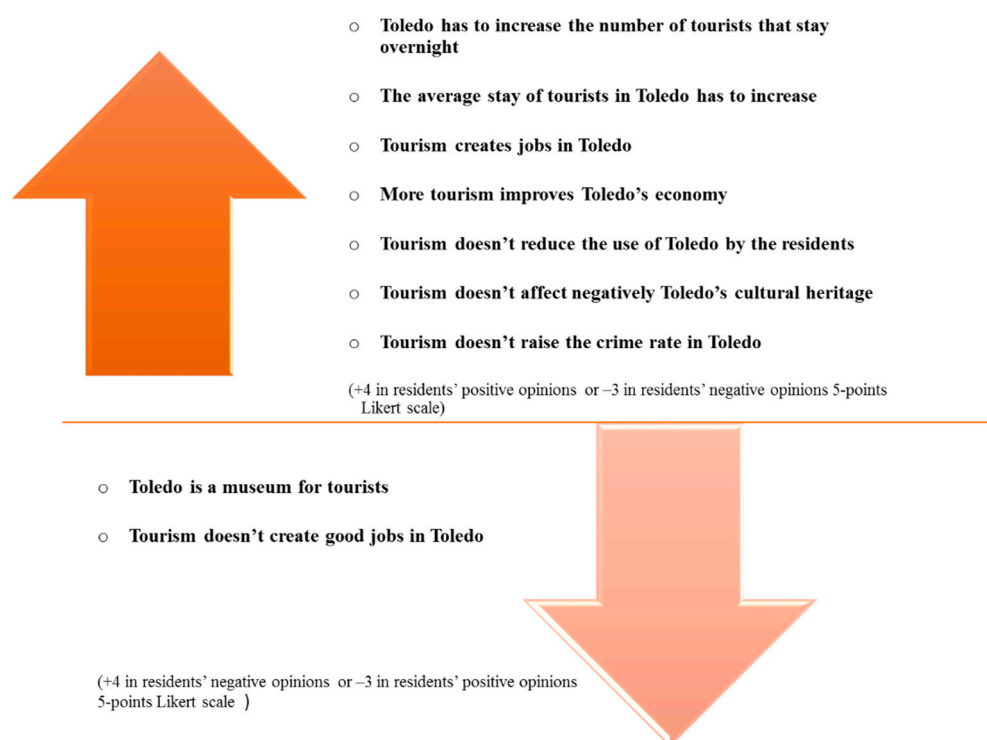 ○ Toledo has to increase the number of tourists that stay
overnight
○ The average stay of tourists in Toledo has to increase
○ Tourism creates jobs in Toledo
○ More tourism improves Toledo’s economy
○ Tourism doesn’t reduce the use of Toledo by the residents
○ Tourism doesn’t affect negatively Toledo’s cultural heritage
○ Tourism doesn’t raise the crime rate in Toledo
(+4 in residents’ positive opinions or –3 in residents’ negative opinions 5-points
Likert scale)
○ Toledo is a museum for tourists
○ Tourism doesn’t create good jobs in Toledo
(+4 in residents’ negative opinions or –3 in residents’ positive opinions
5-points Likert scale )